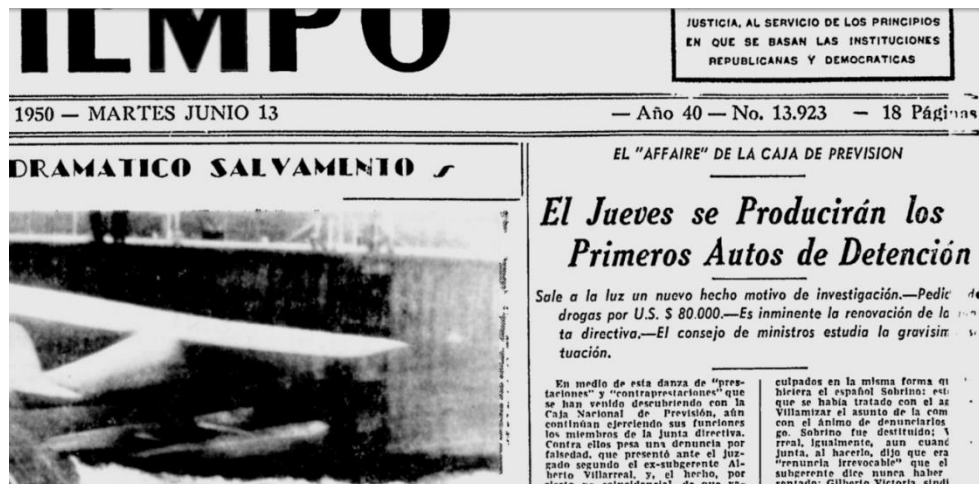 TIEMPO
JUSTICIA, AL SERVICIO DE LOS PRINCIPIOS
EN QUE SE BASAN LAS INSTITUCIONES
REPUBLICANAS Y DEMOCRATICAS
1950 — MARTES JUNIO 13
— Año 40 — No. 13.923 — 18 Páginas
DRAMATICO SALVAMENTO
EL "AFFAIRE" DE LA CAJA DE PREVISION
El Jueves se Producirán los
Primeros Autos de Detención
Sale a la luz un nuevo hecho motivo de investigación.—Pedic de
drogas por U.S. $ 80.000.—Es inminente la renovación de la
ta directiva.—El consejo de ministros estudia la gravisim
tuación.
En medio de esta danza de "pres-
taciones" y "contraprestaciones" que
se han venido descubriendo con la
Caja Nacional de Previsión, aún
continúan ejerciendo sus funciones
los miembros de la junta directiva.
Contra ellos pesa una denuncia por
falsedad, que presentó ante el juz-
gado segundo el ex-subgerente Al-
berto Villarreal, y, el hecho, por
culpados en la misma forma
hiciera el español Sobrino:
que se había tratado con el
Villamizar el asunto de la com
con el ánimo de denunciarlos
go. Sobrino fue destituído;
rreal, igualmente, aun cuand
junta, al hacerlo, dijo que era
"renuncia irrevocable" que el
subgerente dice nunca haber
sentado; Gilberto Victoria, sindi